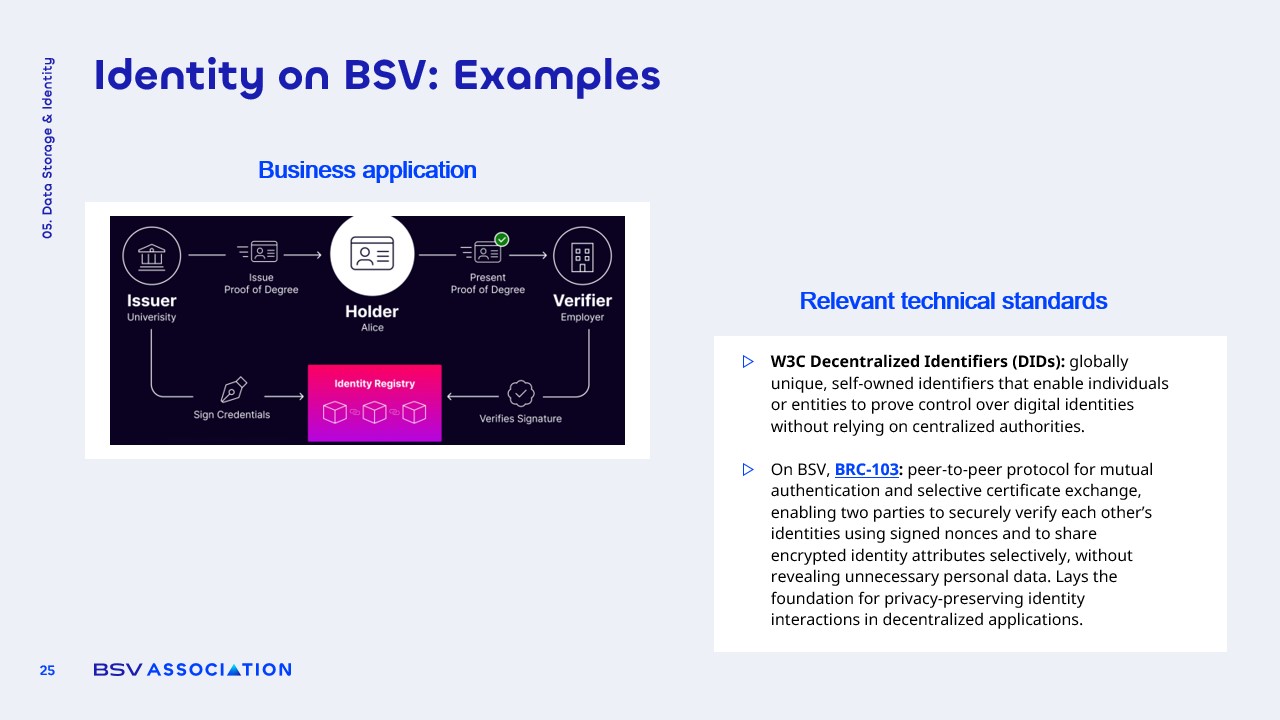 05. Data Storage & Identity
Identity on BSV: Examples
Business application
Issue
Proof of Degree
Present
Proof of Degree
Issuer
Univerisity
Holder
Alice
Verifier
Employer
Identity Registry
Sign Credentials
Verifies Signature
Relevant technical standards
W3C Decentralized Identifiers (DIDs): globally
unique, self-owned identifiers that enable individuals
or entities to prove control over digital identities
without relying on centralized authorities.
On BSV, BRC-103: peer-to-peer protocol for mutual
authentication and selective certificate exchange,
enabling two parties to securely verify each other’s
identities using signed nonces and to share
encrypted identity attributes selectively, without
revealing unnecessary personal data. Lays the
foundation for privacy-preserving identity
interactions in decentralized applications.
25
BSV ASSOCIATION